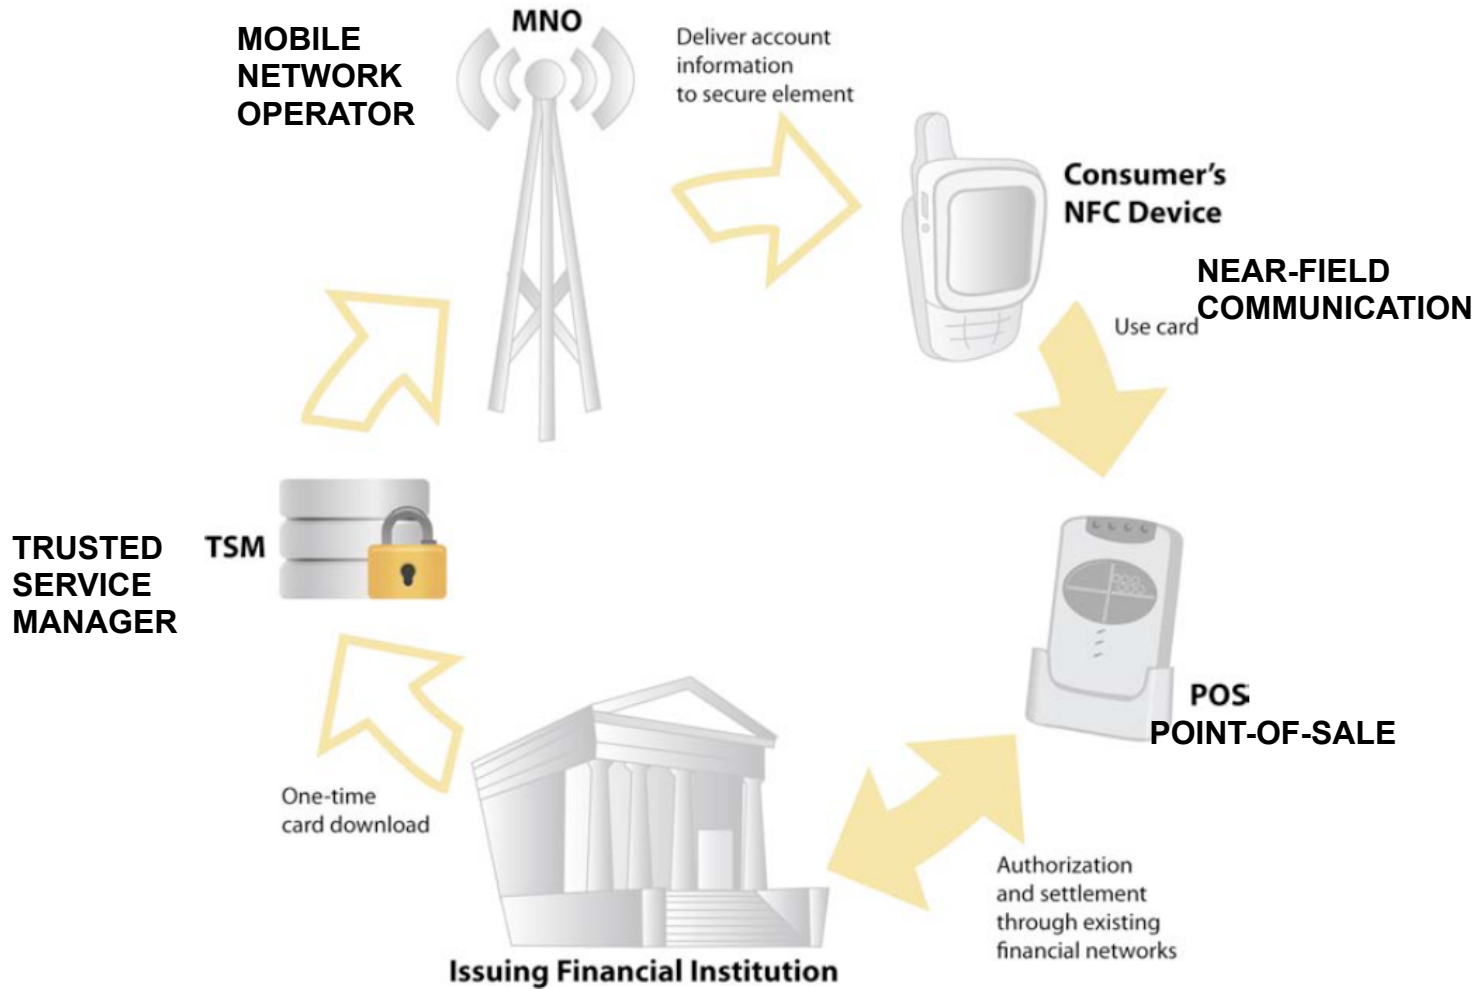 MNO
MOBILE
NETWORK
OPERATOR
Deliver account
information
to secure element
Consumer's
NFC Device
NEAR-FIELD
COMMUNICATION
Use card
TRUSTED
SERVICE
MANAGER
TSM
POS
POINT-OF-SALE
One-time
card download
Authorization
and settlement
through existing
financial networks
Issuing Financial Institution